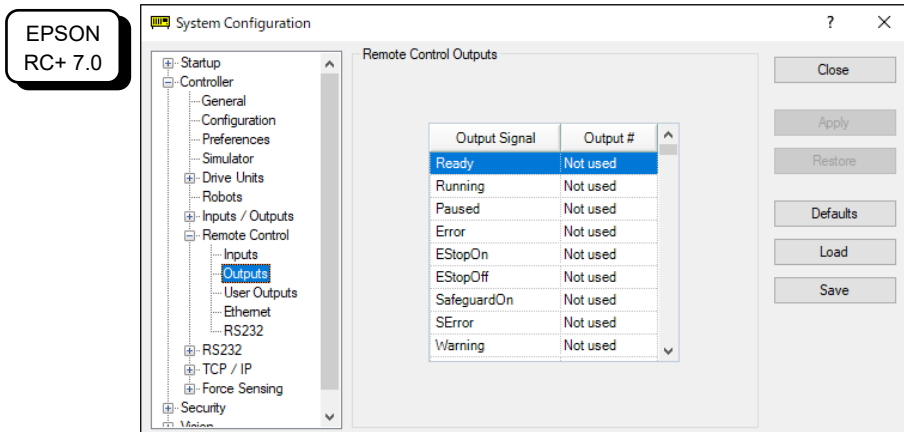 EPSON
RC+ 7.0
System Configuration
?
Startup
Controller
General
Configuration
Preferences
Simulator
Drive Units
Robots
Inputs / Outputs
Remote Control
Inputs
Outputs
User Outputs
Ethernet
RS232
RS232
TCP / IP
Force Sensing
Security
Vision
Remote Control Outputs
Output Signal Output #
Ready Not used
Running Not used
Paused Not used
Error Not used
EStopOn Not used
EStopOff Not used
SafeguardOn Not used
SError Not used
Warning Not used
Close
Apply
Restore
Defaults
Load
Save